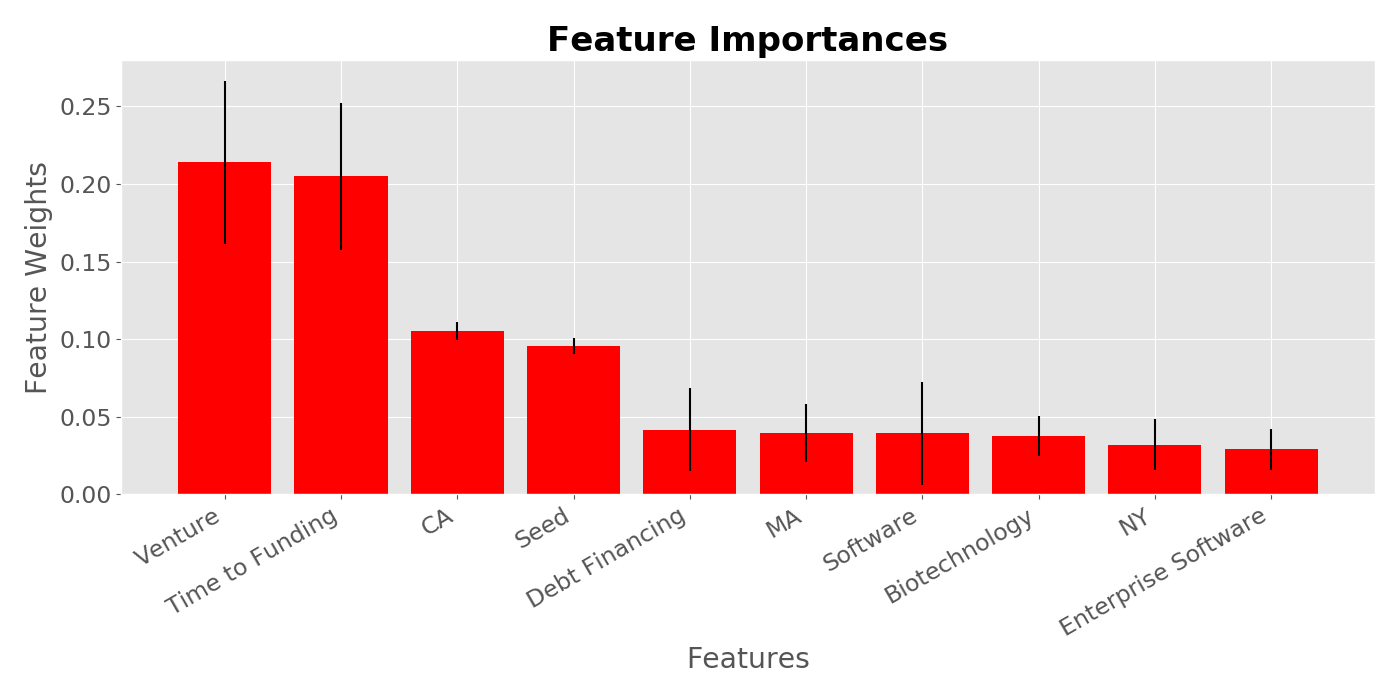 Feature Importances
Feature Weights
0.25
0.20
0.15
0.10
0.05
0.00
Venture
Time to Funding
CA
Seed
Debt Financing
MA
Software
Biotechnology
NY
Enterprise Software
Features